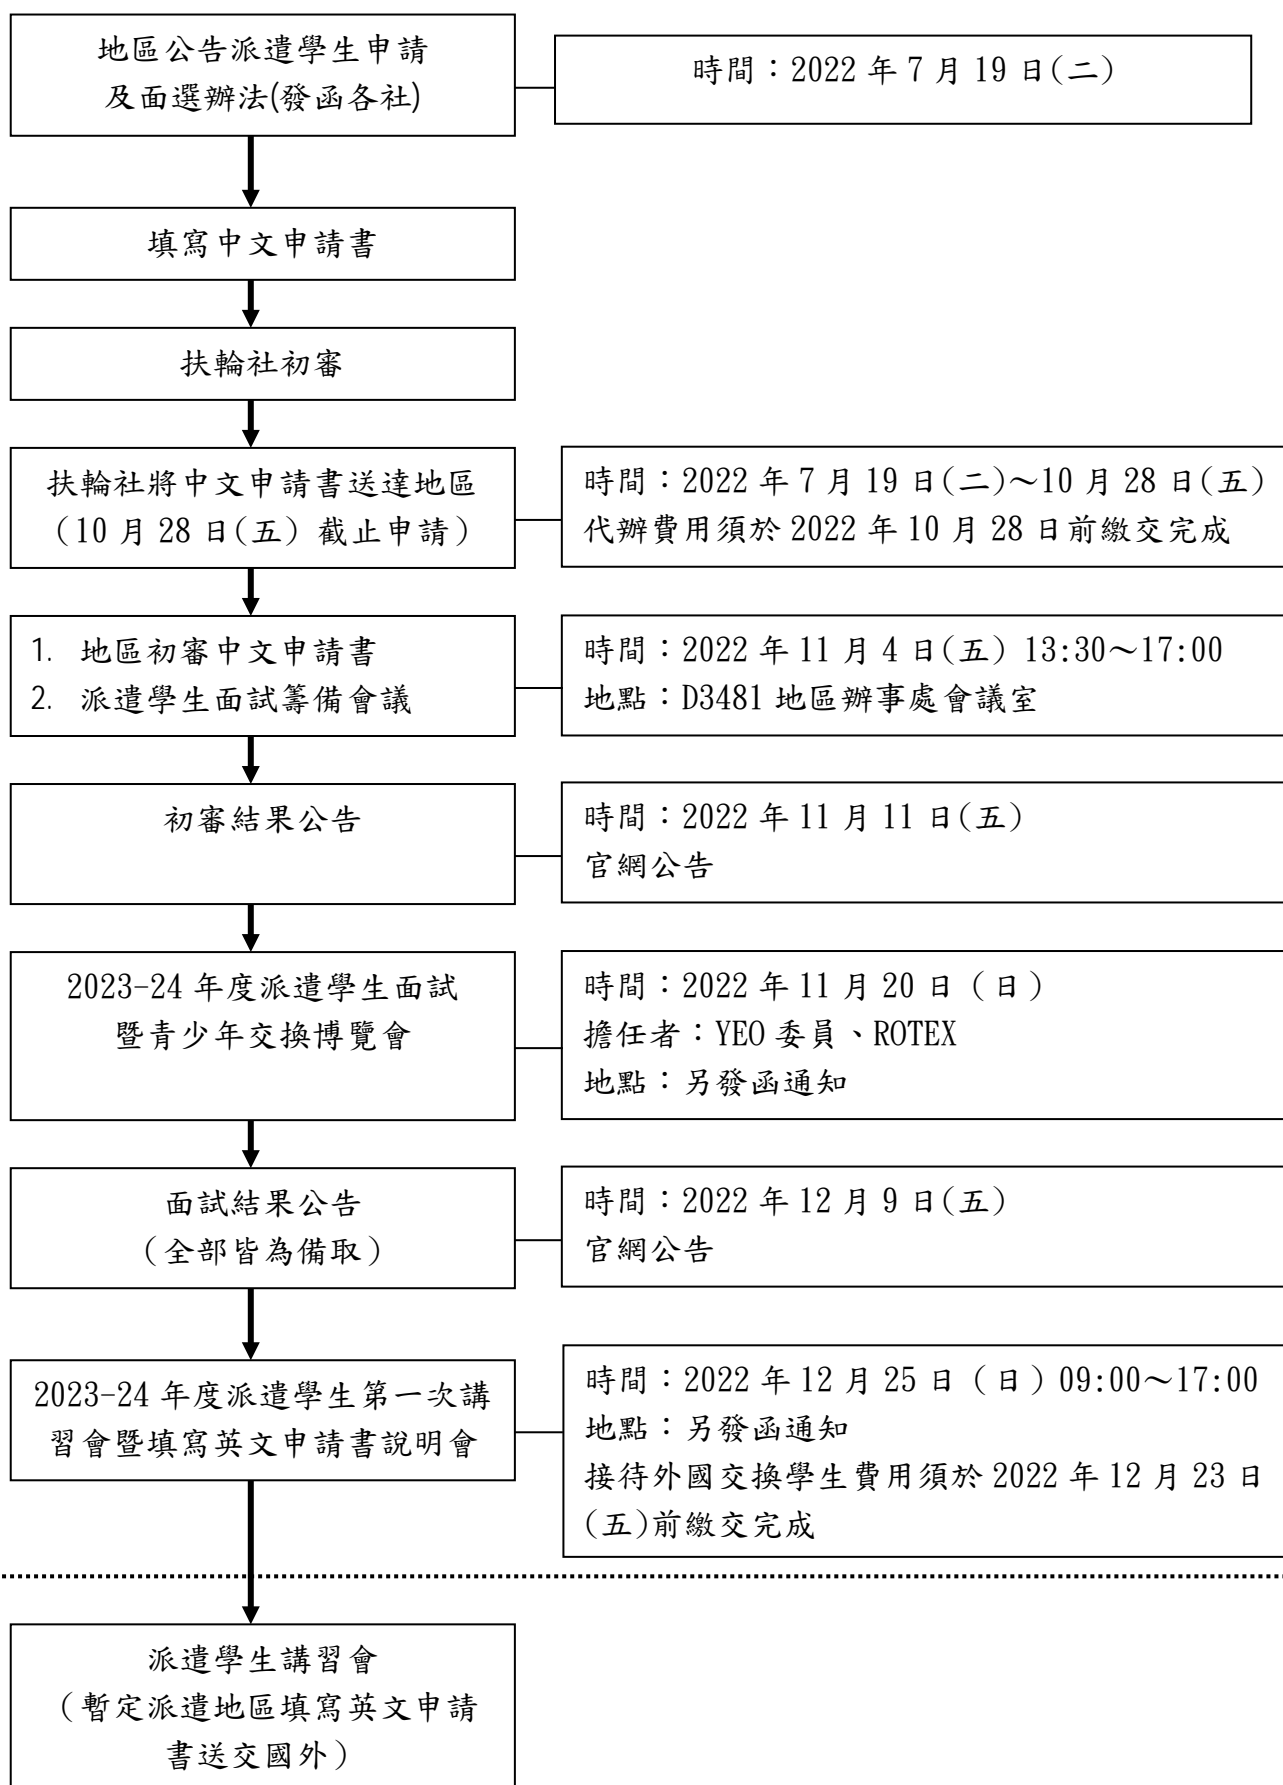 地區公告派遣學生申請
及面選辦法(發函各社)
時間：2022 年 7 月 19 日(二)
填寫中文申請書
扶輪社初審
扶輪社將中文申請書送達地區
（10 月 28 日(五) 截止申請）
時間：2022 年 7 月 19 日(二)～10 月 28 日(五)
代辦費用須於 2022 年 10 月 28 日前繳交完成
1. 地區初審中文申請書
2. 派遣學生面試籌備會議
時間：2022 年 11 月 4 日(五) 13:30～17:00
地點：D3481 地區辦事處會議室
初審結果公告
時間：2022 年 11 月 11 日(五)
官網公告
2023-24 年度派遣學生面試
暨青少年交換博覽會
時間：2022 年 11 月 20 日（日）
擔任者：YEO 委員、ROTEX
地點：另發函通知
面試結果公告
（全部皆為備取）
時間：2022 年 12 月 9 日(五)
官網公告
2023-24 年度派遣學生第一次講
習會暨填寫英文申請書說明會
時間：2022 年 12 月 25 日（日）09:00～17:00
地點：另發函通知
接待外國交換學生費用須於 2022 年 12 月 23 日
(五)前繳交完成
派遣學生講習會
（暫定派遣地區填寫英文申請
書送交國外）